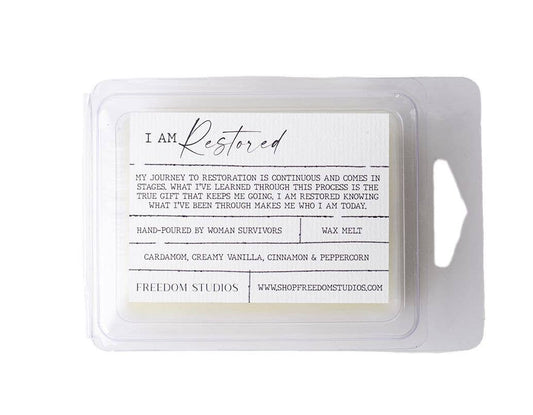 I AM Restored
MY JOURNEY TO RESTORATION IS CONTINUOUS AND COMES IN
STAGES. WHAT I'VE LEARNED THROUGH THIS PROCESS IS THE
TRUE GIFT THAT KEEPS ME GOING. I AM RESTORED KNOWING
WHAT I'VE BEEN THROUGH MAKES ME WHO I AM TODAY.
HAND-POURED BY WOMAN SURVIVORS WAX MELT
CARDAMOM, CREAMY VANILLA, CINNAMON & PEPPERCORN
FREEDOM STUDIOS WWW.SHOPFREEDOMSTUDIOS.COM